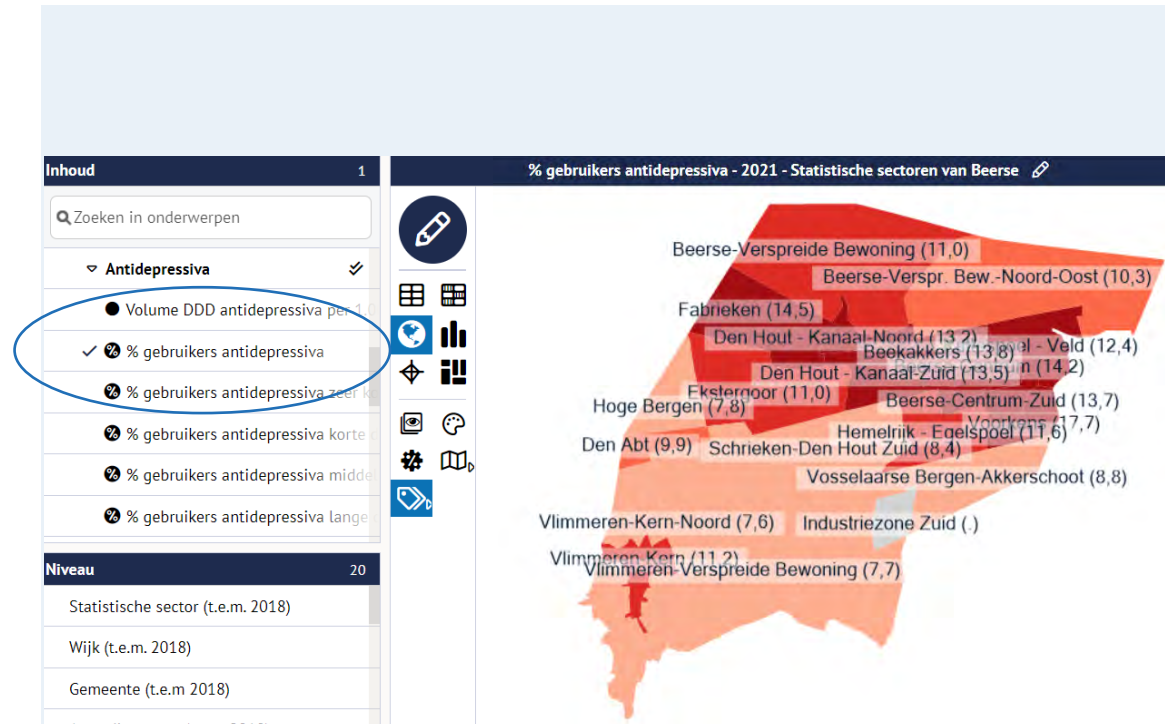 Inhoud 1
Zoeken in onderwerpen
Antidepressiva
Volume DDD antidepressiva per 1.0
% gebruikers antidepressiva
% gebruikers antidepressiva zeer k
% gebruikers antidepressiva korte
% gebruikers antidepressiva midde
% gebruikers antidepressiva lange
Niveau 20
Statistische sector (t.e.m. 2018)
Wijk (t.e.m. 2018)
Gemeente (t.e.m 2018)
% gebruikers antidepressiva - 2021 - Statistische sectoren van Beerse
Beerse-Verspreide Bewoning (11,0)
Beerse-Verspr. Bew.-Noord-Oost (10,3)
Fabrieken (14,5)
Den Hout - Kanaal-Noord (13,2)
el - Veld (12,4)
Beekakkers (13,8)
m (14,2)
Den Hout - Kanaal-Zuid (13,5)
Ekstergoor (11,0)
Beerse-Centrum-Zuid (13,7)
Hoge Bergen (7,8)
Voorkens (17,7)
Hemelrijk - Egelspoel (11,6)
Den Abt (9,9)
Schrieken-Den Hout Zuid (8,4)
Vosselaarse Bergen-Akkerschoot (8,8)
Vlimmeren-Kern-Noord (7,6)
Industriezone Zuid (.)
Vlimmeren-Kern (11,2)
Vlimmeren-Verspreide Bewoning (7,7)